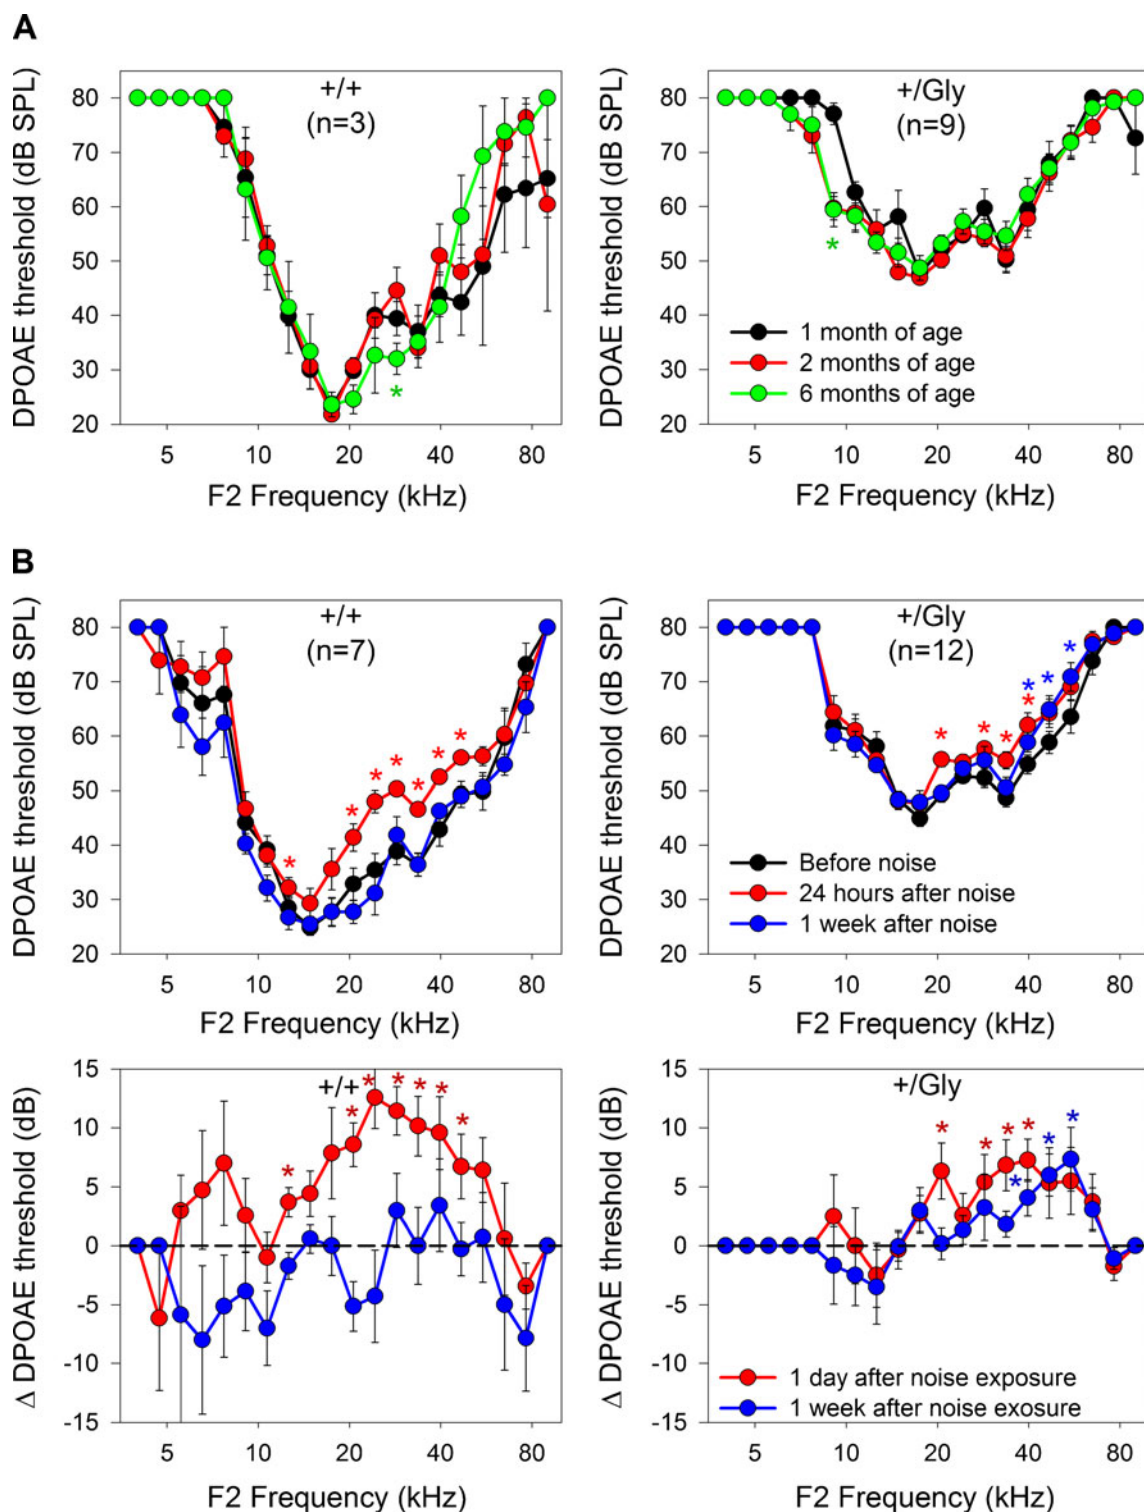 A
+/+
(n=3)
DPOAE threshold (dB SPL)
80
70
60
50
40
30
20
*
5 10 20 40 80
F2 Frequency (kHz)
+/Gly
(n=9)
DPOAE threshold (dB SPL)
80
70
60
50
40
30
20
*
1 month of age
2 months of age
6 months of age
5 10 20 40 80
F2 Frequency (kHz)
B
+/+
(n=7)
DPOAE threshold (dB SPL)
80
70
60
50
40
30
20
* * * * * * *
5 10 20 40 80
F2 Frequency (kHz)
+/Gly
(n=12)
DPOAE threshold (dB SPL)
80
70
60
50
40
30
20
* * * * * * *
Before noise
24 hours after noise
1 week after noise
5 10 20 40 80
F2 Frequency (kHz)
+/+
Δ DPOAE threshold (dB)
15
10
5
0
-5
-10
-15
* * * * * * *
5 10 20 40 80
F2 Frequency (kHz)
+/Gly
Δ DPOAE threshold (dB)
15
10
5
0
-5
-10
-15
* * * * * * *
1 day after noise exposure
1 week after noise exosure
5 10 20 40 80
F2 Frequency (kHz)